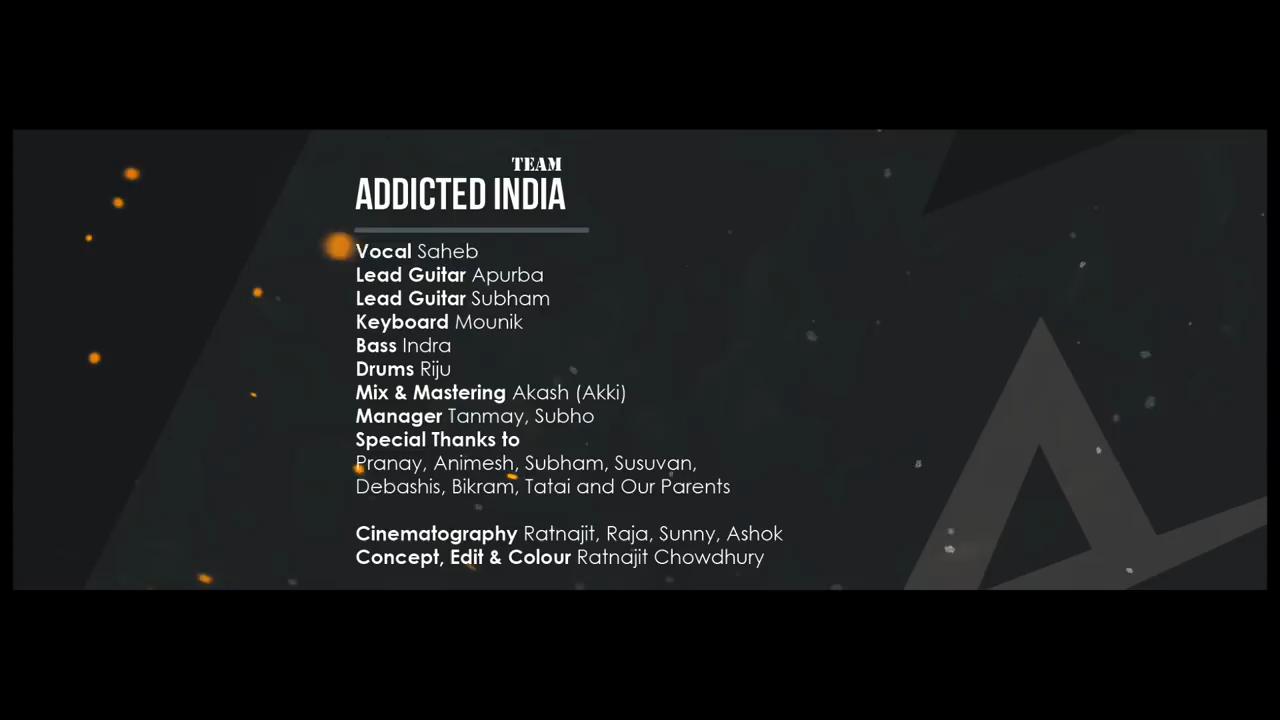 TEAM
ADDICTED INDIA
Vocal Saheb
Lead Guitar Apurba
Lead Guitar Subham
Keyboard Mounik
Bass Indra
Drums Riju
Mix & Mastering Akash (Akki)
Manager Tanmay, Subho
Special Thanks to
Pranay, Animesh, Subham, Susuvan,
Debashis, Bikram, Tatai and Our Parents
Cinematography Ratnajit, Raja, Sunny, Ashok
Concept, Edit & Colour Ratnajit Chowdhury